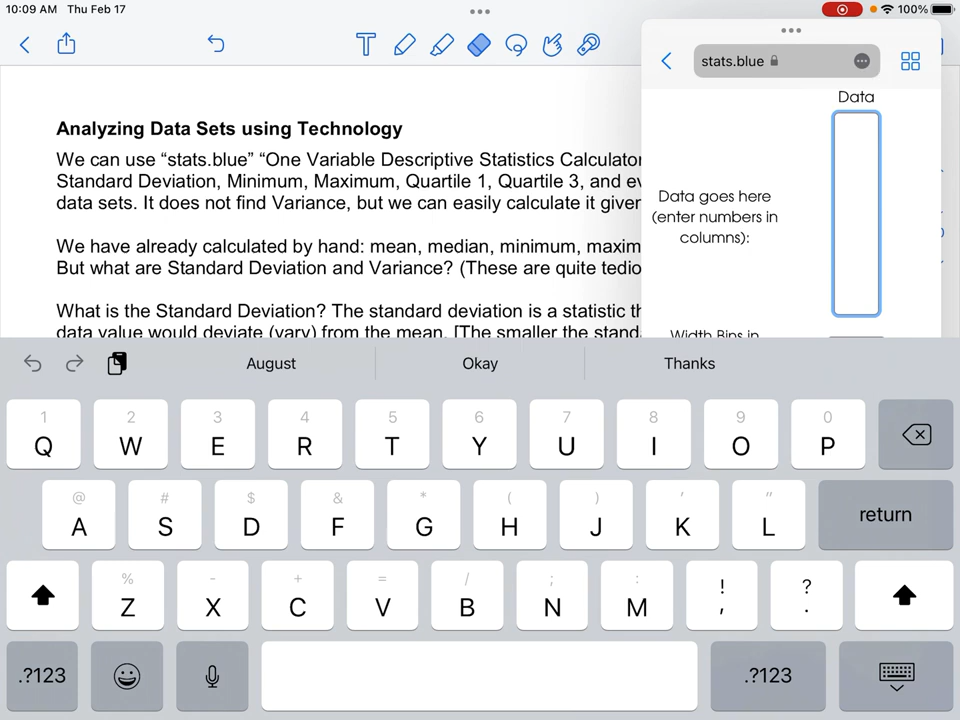 10:09 AM Thu Feb 17
100%
stats.blue
Data
Data goes here
(enter numbers in
columns):
Width Bins in
Analyzing Data Sets using Technology
We can use “stats.blue” “One Variable Descriptive Statistics Calculator
Standard Deviation, Minimum, Maximum, Quartile 1, Quartile 3, and ev
data sets. It does not find Variance, but we can easily calculate it giver
We have already calculated by hand: mean, median, minimum, maxim
But what are Standard Deviation and Variance? (These are quite tedio
What is the Standard Deviation? The standard deviation is a statistic th
data value would deviate (vary) from the mean. [The smaller the stand
August Okay Thanks
1 2 3 4 5 6 7 8 9 0
Q W E R T Y U I O P
@ # $ & * ( ) ' "
A S D F G H J K L return
% - + = / ; : ! ?
Z X C V B N M , .
.?123 .?123